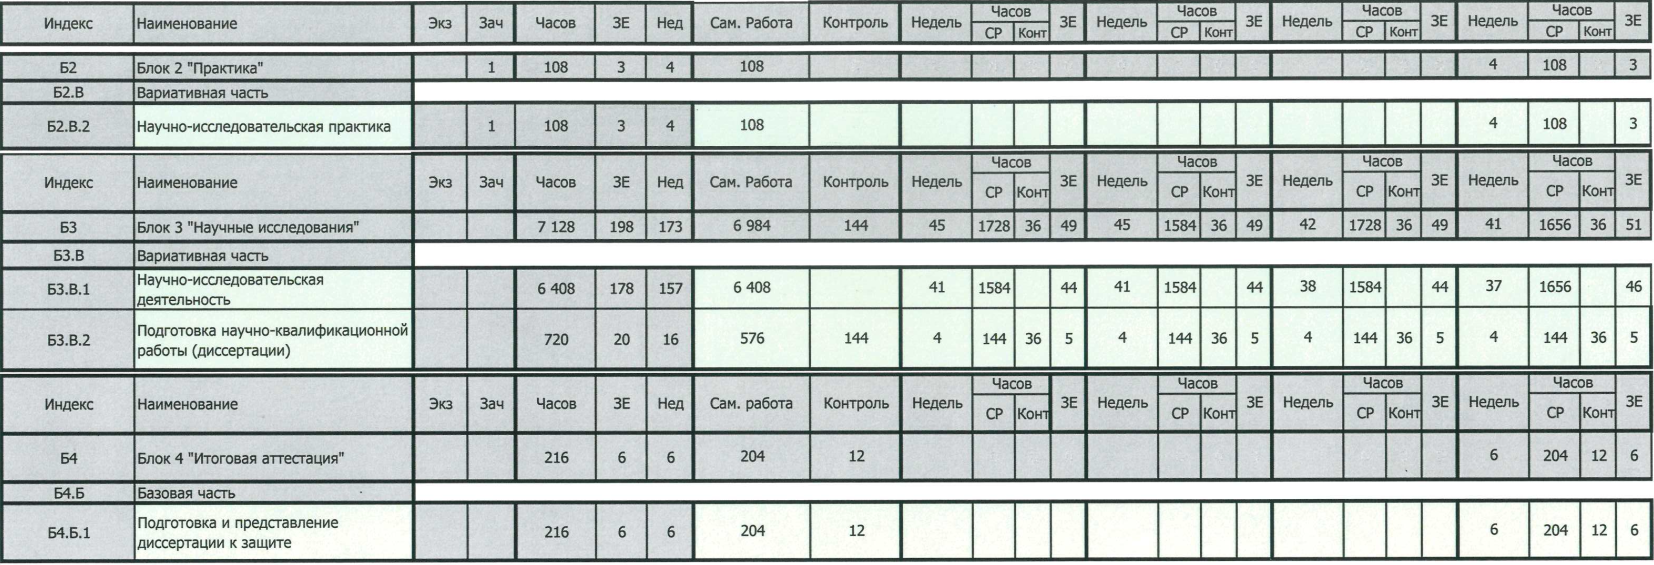 Индекс Наименование Экз Зач Часов ЗЕ Нед Сам. Работа Контроль Недель Часов СР Конт ЗЕ Недель Часов СР Конт ЗЕ Недель Часов СР Конт ЗЕ Недель Часов СР Конт ЗЕ
Б2 Блок 2 "Практика" 1 108 3 4 108 4 108 3
Б2.В Вариативная часть
Б2.В.2 Научно-исследовательская практика 1 108 3 4 108 4 108 3
Индекс Наименование Экз Зач Часов ЗЕ Нед Сам. Работа Контроль Недель Часов СР Конт ЗЕ Недель Часов СР Конт ЗЕ Недель Часов СР Конт ЗЕ Недель Часов СР Конт ЗЕ
Б3 Блок 3 "Научные исследования" 7 128 198 173 6 984 144 45 1728 36 49 45 1584 36 49 42 1728 36 49 41 1656 36 51
Б3.В Вариативная часть
Б3.В.1 Научно-исследовательская
деятельность 6 408 178 157 6 408 41 1584 44 41 1584 44 38 1584 44 37 1656 46
Б3.В.2 Подготовка научно-квалификационной
работы (диссертации) 720 20 16 576 144 4 144 36 5 4 144 36 5 4 144 36 5 4 144 36 5
Индекс Наименование Экз Зач Часов ЗЕ Нед Сам. работа Контроль Недель Часов СР Конт ЗЕ Недель Часов СР Конт ЗЕ Недель Часов СР Конт ЗЕ Недель Часов СР Конт ЗЕ
Б4 Блок 4 "Итоговая аттестация" 216 6 6 204 12 6 204 12 6
Б4.Б Базовая часть
Б4.Б.1 Подготовка и представление
диссертации к защите 216 6 6 204 12 6 204 12 6